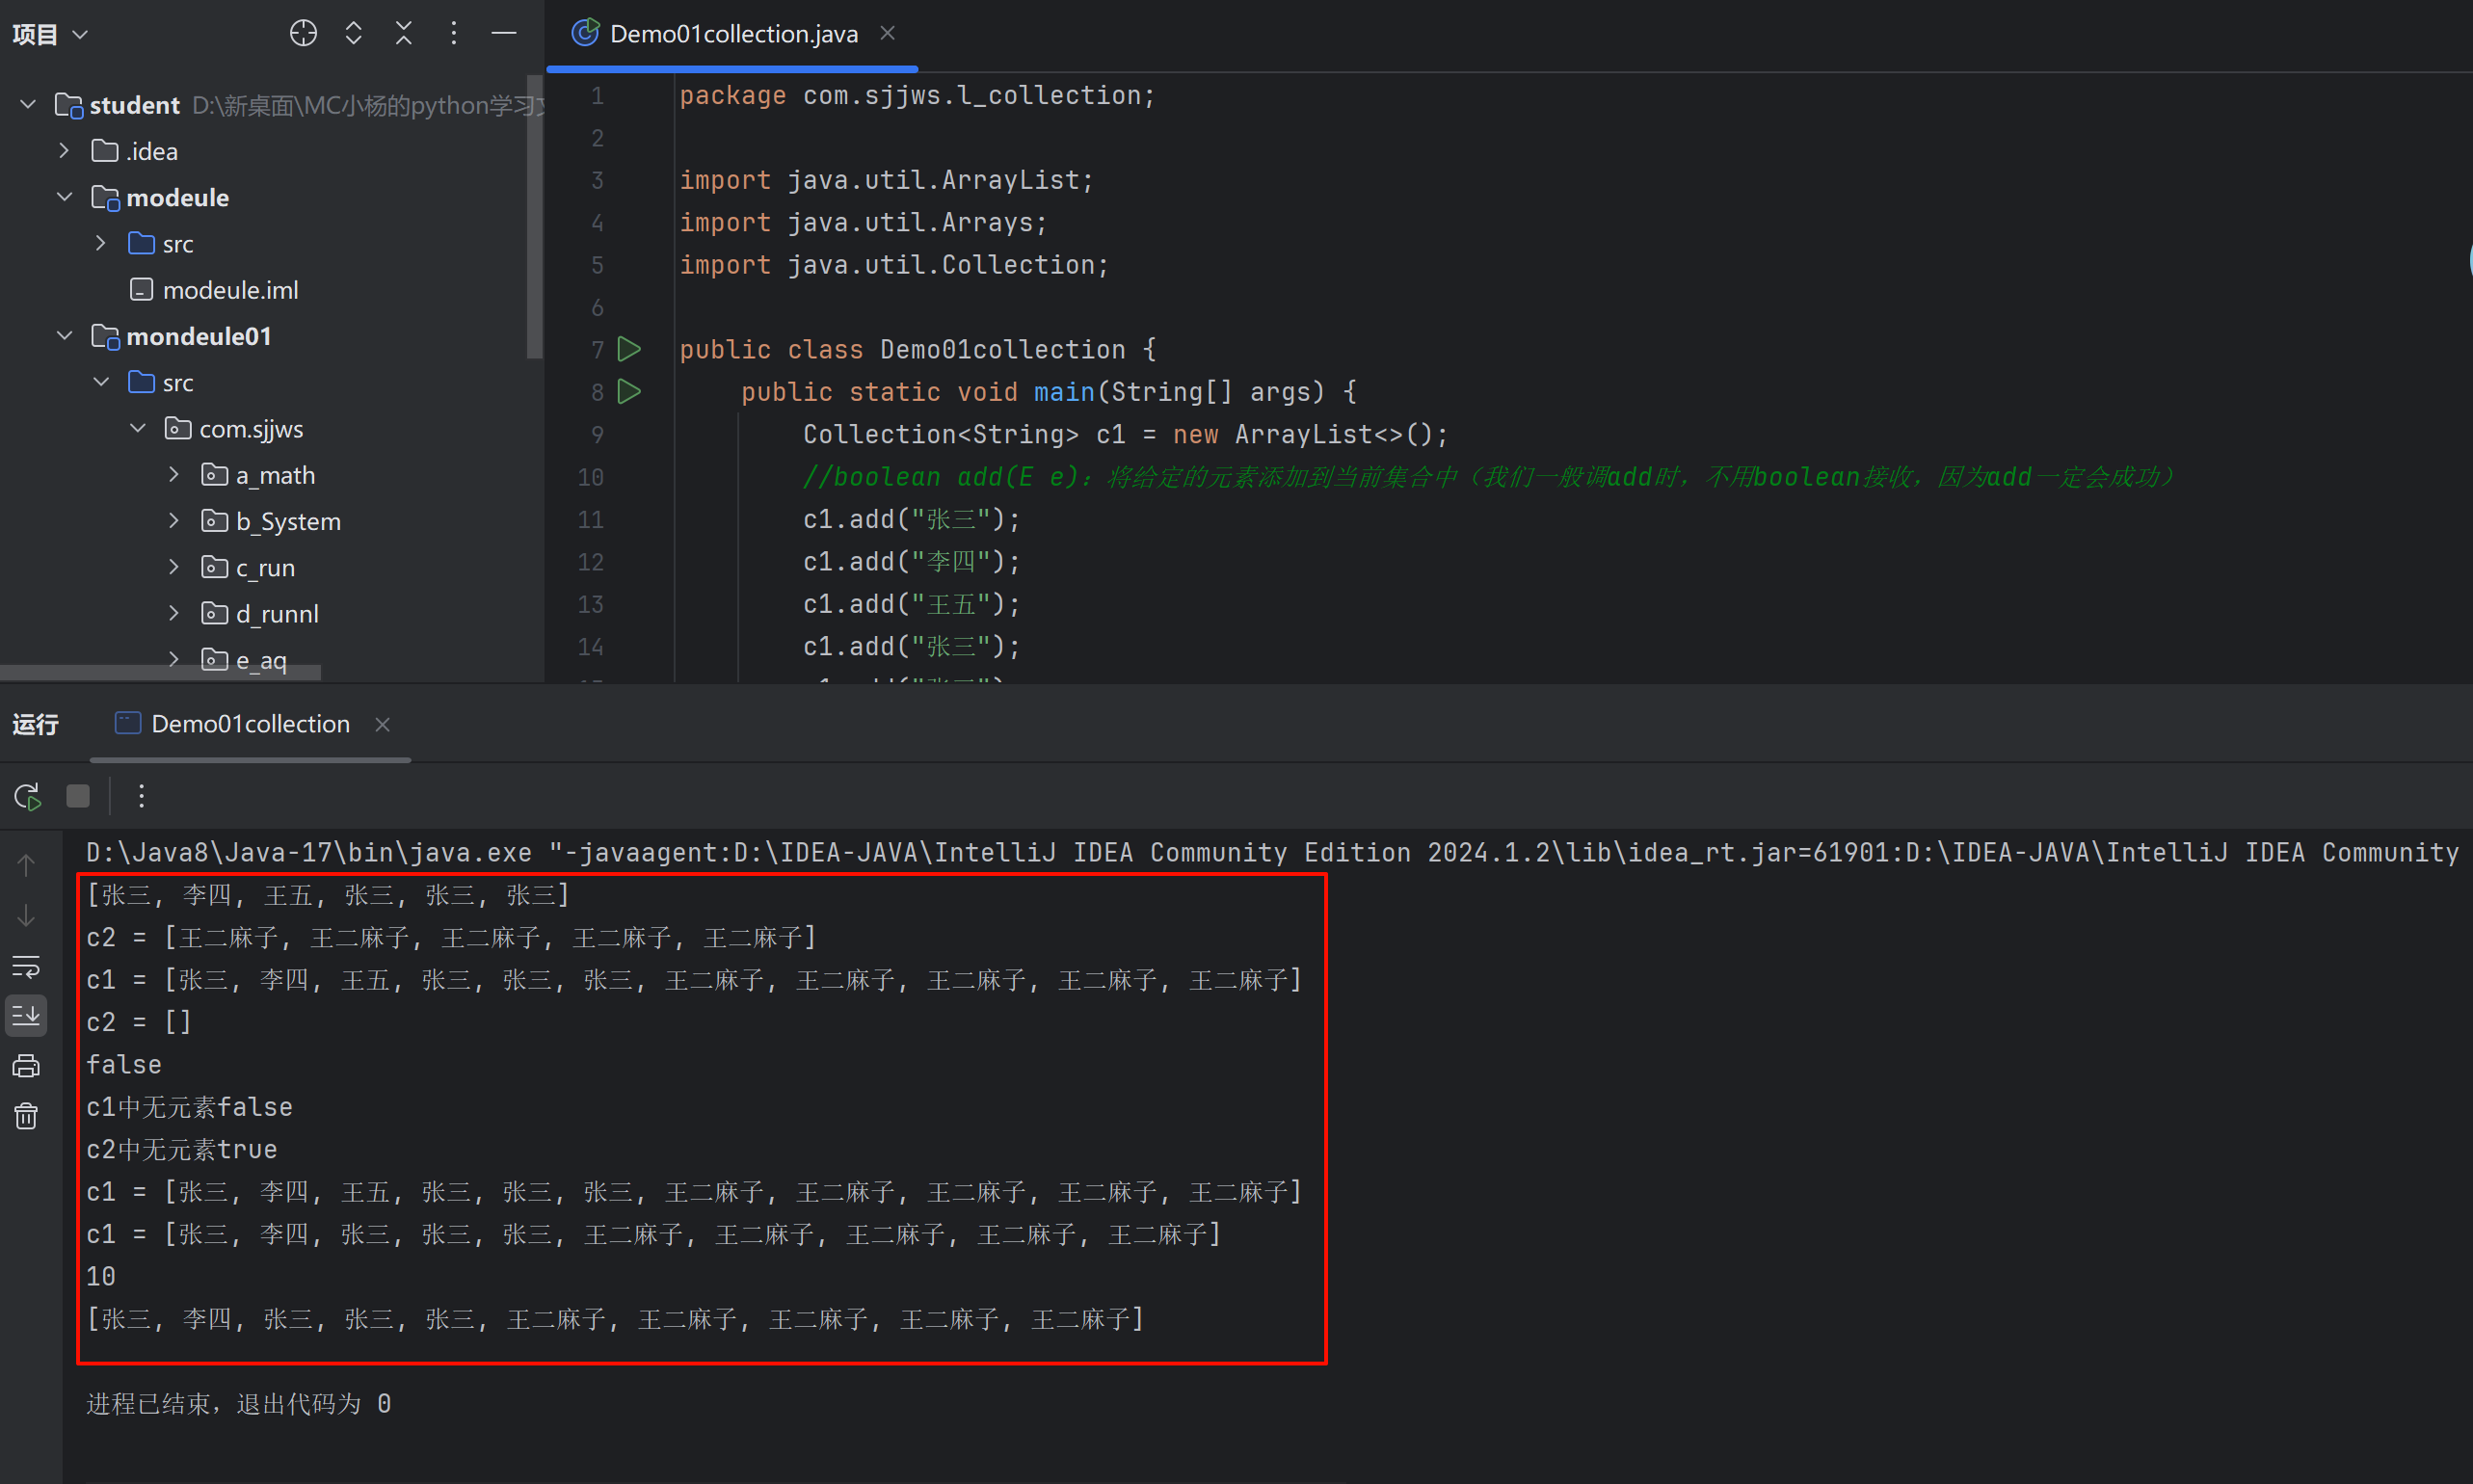 项目
student D:\新桌面\MC小杨的python学习文
.idea
modeule
src
modeule.iml
mondeule01
src
com.sjjws
a_math
b_System
c_run
d_runnl
e_aq
Demo01collection.java
1 package com.sjjws.l_collection;
2
3 import java.util.ArrayList;
4 import java.util.Arrays;
5 import java.util.Collection;
6
7 public class Demo01collection {
8 public static void main(String[] args) {
9 Collection<String> c1 = new ArrayList<>();
10 //boolean add(E e)：将给定的元素添加到当前集合中（我们一般调add时，不用boolean接收，因为add一定会成功）
11 c1.add("张三");
12 c1.add("李四");
13 c1.add("王五");
14 c1.add("张三");
运行 Demo01collection
D:\Java8\Java-17\bin\java.exe "-javaagent:D:\IDEA-JAVA\IntelliJ IDEA Community Edition 2024.1.2\lib\idea_rt.jar=61901:D:\IDEA-JAVA\IntelliJ IDEA Community
[张三, 李四, 王五, 张三, 张三, 张三]
c2 = [王二麻子, 王二麻子, 王二麻子, 王二麻子, 王二麻子]
c1 = [张三, 李四, 王五, 张三, 张三, 张三, 王二麻子, 王二麻子, 王二麻子, 王二麻子, 王二麻子]
c2 = []
false
c1中无元素false
c2中无元素true
c1 = [张三, 李四, 王五, 张三, 张三, 张三, 王二麻子, 王二麻子, 王二麻子, 王二麻子, 王二麻子]
c1 = [张三, 李四, 张三, 张三, 张三, 王二麻子, 王二麻子, 王二麻子, 王二麻子, 王二麻子]
10
[张三, 李四, 张三, 张三, 张三, 王二麻子, 王二麻子, 王二麻子, 王二麻子, 王二麻子]
进程已结束，退出代码为 0